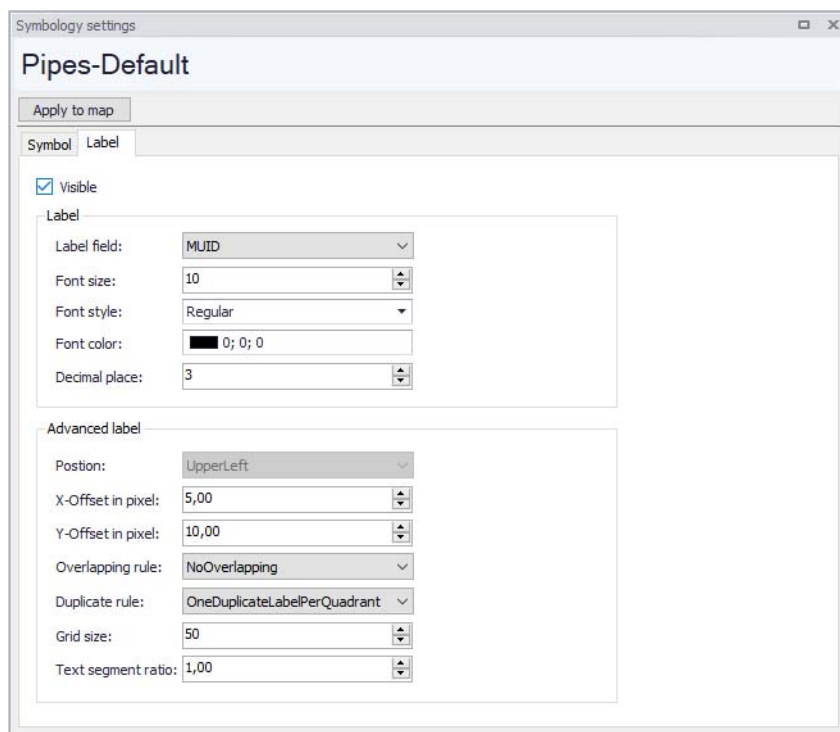 Symbology settings
Pipes-Default
Apply to map
Symbol Label
Visible
Label
Label field: MUID
Font size: 10
Font style: Regular
Font color: 0; 0; 0
Decimal place: 3
Advanced label
Postion: UpperLeft
X-Offset in pixel: 5,00
Y-Offset in pixel: 10,00
Overlapping rule: NoOverlapping
Duplicate rule: OneDuplicateLabelPerQuadrant
Grid size: 50
Text segment ratio: 1,00